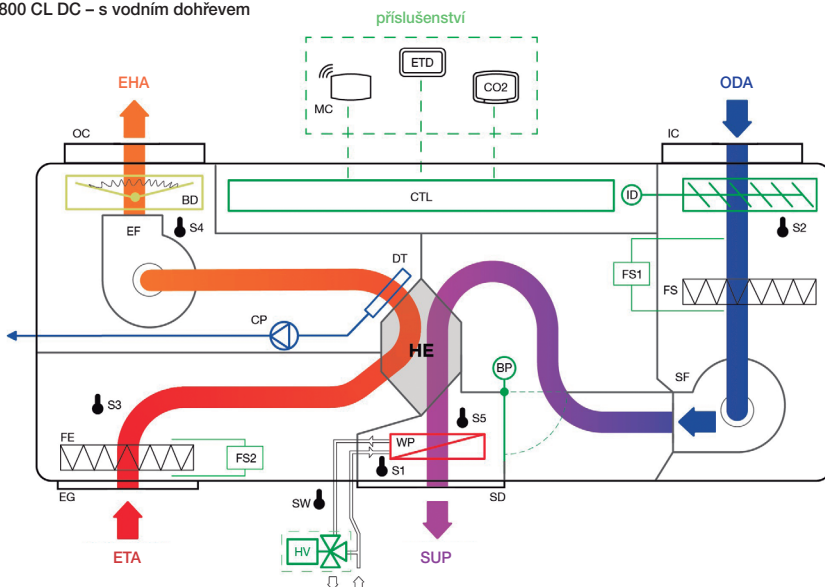 800 CL DC – s vodním dohřevem
příslušenství
EHA
ETD
ODA
CO2
MC
OC
IC
BD
CTL
ID
EF
S4
S2
DT
FS1
FS
CP
HE
BP
SF
S3
S5
FE
WP
FS2
S1
EG
SW
SD
HV
ETA
SUP